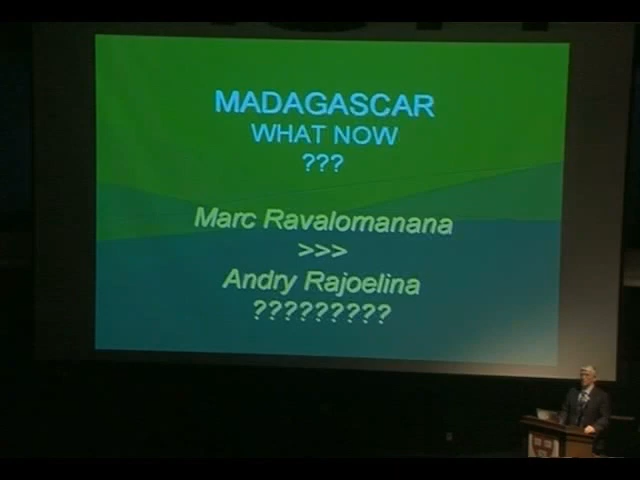 MADAGASCAR
WHAT NOW
???
Marc Ravalomanana
>>>
Andry Rajoelina
?????????